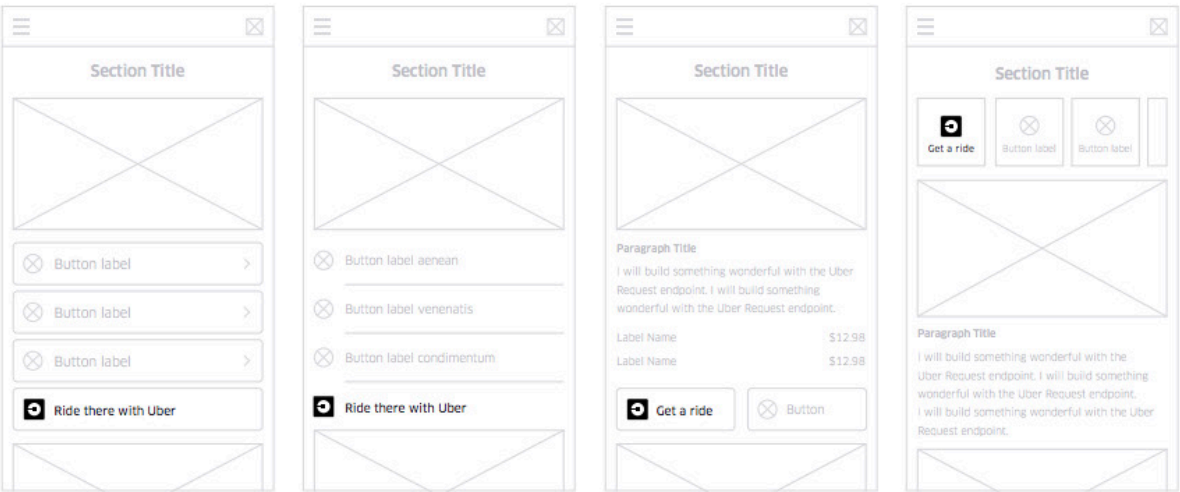 Section Title
Button label
Button label
Button label
Ride there with Uber
Section Title
Button label aenean
Button label venenatis
Button label condimentum
Ride there with Uber
Section Title
Paragraph Title
I will build something wonderful with the Uber
Request endpoint. I will build something
wonderful with the Uber Request endpoint.
Label Name $12.98
Label Name $12.98
Get a ride Button
Section Title
Get a ride Button label Button label
Paragraph Title
I will build something wonderful with the
Uber Request endpoint. I will build something
wonderful with the Uber Request endpoint.
I will build something wonderful with the Uber
Request endpoint.